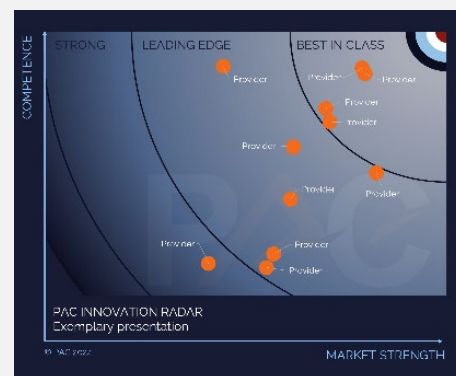 COMPETENCE
STRONG
LEADING EDGE
BEST IN CLASS
Provider
Provider
Provider
Provider
Provider
Provider
Provider
Provider
Provider
Provider
Provider
PAC
PAC INNOVATION RADAR
Exemplary presentation
MARKET STRENGTH